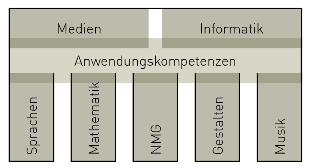 Medien
Informatik
Anwendungskompetenzen
Sprachen
Mathematik
NMG
Gestalten
Musik